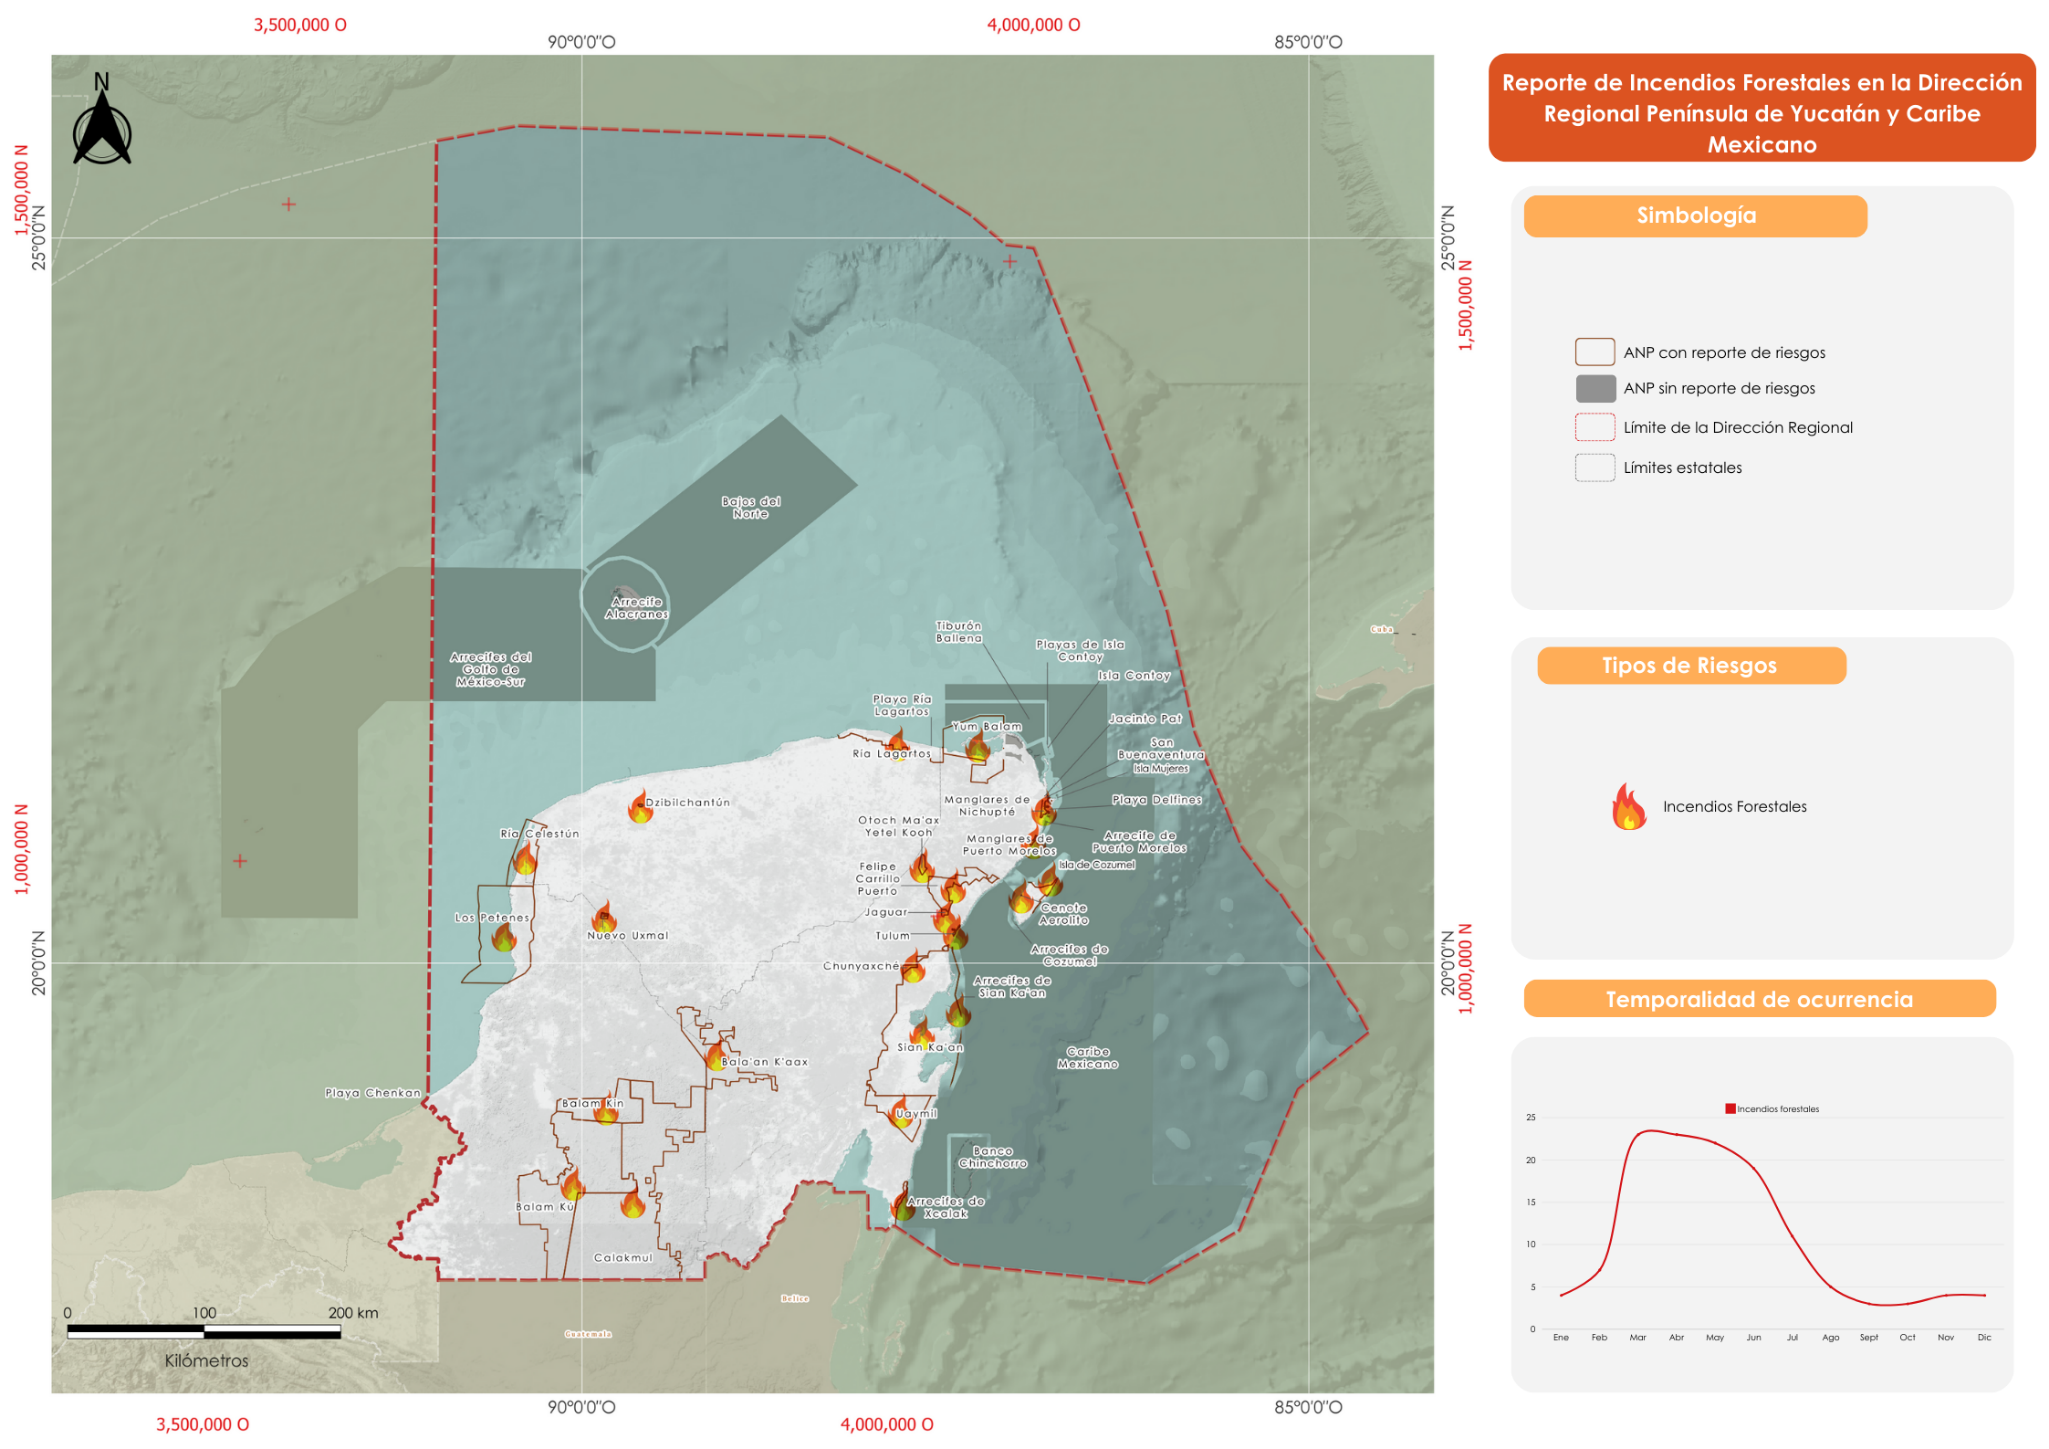 3,500,000 O
4,000,000 O
90°0'0"O
85°0'0"O
N
1,500,000 N
25°0'0"N
25°0'0"N
1,500,000 N
Bajos del
Norte
Arrecife
Alacranes
Arrecifes del
Golfo de
México-Sur
Tiburón
Ballena
Playas de Isla
Contoy
Isla Contoy
Cuba
Playa Ría
Lagartos
Yum Balam
Jacinto Pat
Ría Lagartos
San
Buenaventura
Isla Mujeres
Dzibilchantún
Manglares de
Nichupté
Playa Delfines
Ría Celestún
Otoch Ma'ax
Yetel Kooh
Manglares de
Puerto Morelos
Arrecife de
Puerto Morelos
Isla de Cozumel
Felipe
Carrillo
Puerto
1,000,000 N
Los Petenes
Jaguar
Cenote
Aerolito
Nuevo Uxmal
Tulum
Arrecifes de
Cozumel
20°0'0"N
20°0'0"N
1,000,000 N
Chunyaxché
Arrecifes de
Sian Ka'an
Sian Ka'an
Caribe
Mexicano
Bala'an K'aax
Playa Chenkan
Balam Kin
Uaymil
Banco
Chinchorro
Balam Kú
Arrecifes de
Xcalak
Calakmul
Belice
Guatemala
0 100 200 km
Kilómetros
3,500,000 O
90°0'0"O
4,000,000 O
85°0'0"O
Reporte de Incendios Forestales en la Dirección
Regional Península de Yucatán y Caribe
Mexicano
Simbología
ANP con reporte de riesgos
ANP sin reporte de riesgos
Límite de la Dirección Regional
Límites estatales
Tipos de Riesgos
Incendios Forestales
Temporalidad de ocurrencia
Incendios forestales
25
20
15
10
5
0
Ene Feb Mar Abr May Jun Jul Ago Sept Oct Nov Dic